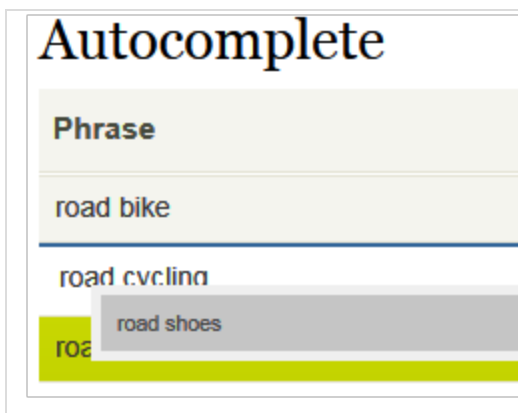 Autocomplete
Phrase
road bike
road cycling
road shoes